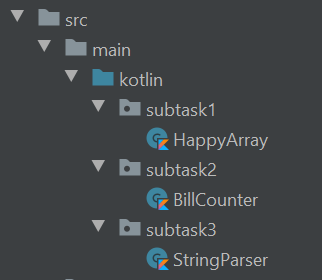 src
main
kotlin
subtask1
HappyArray
subtask2
BillCounter
subtask3
StringParser